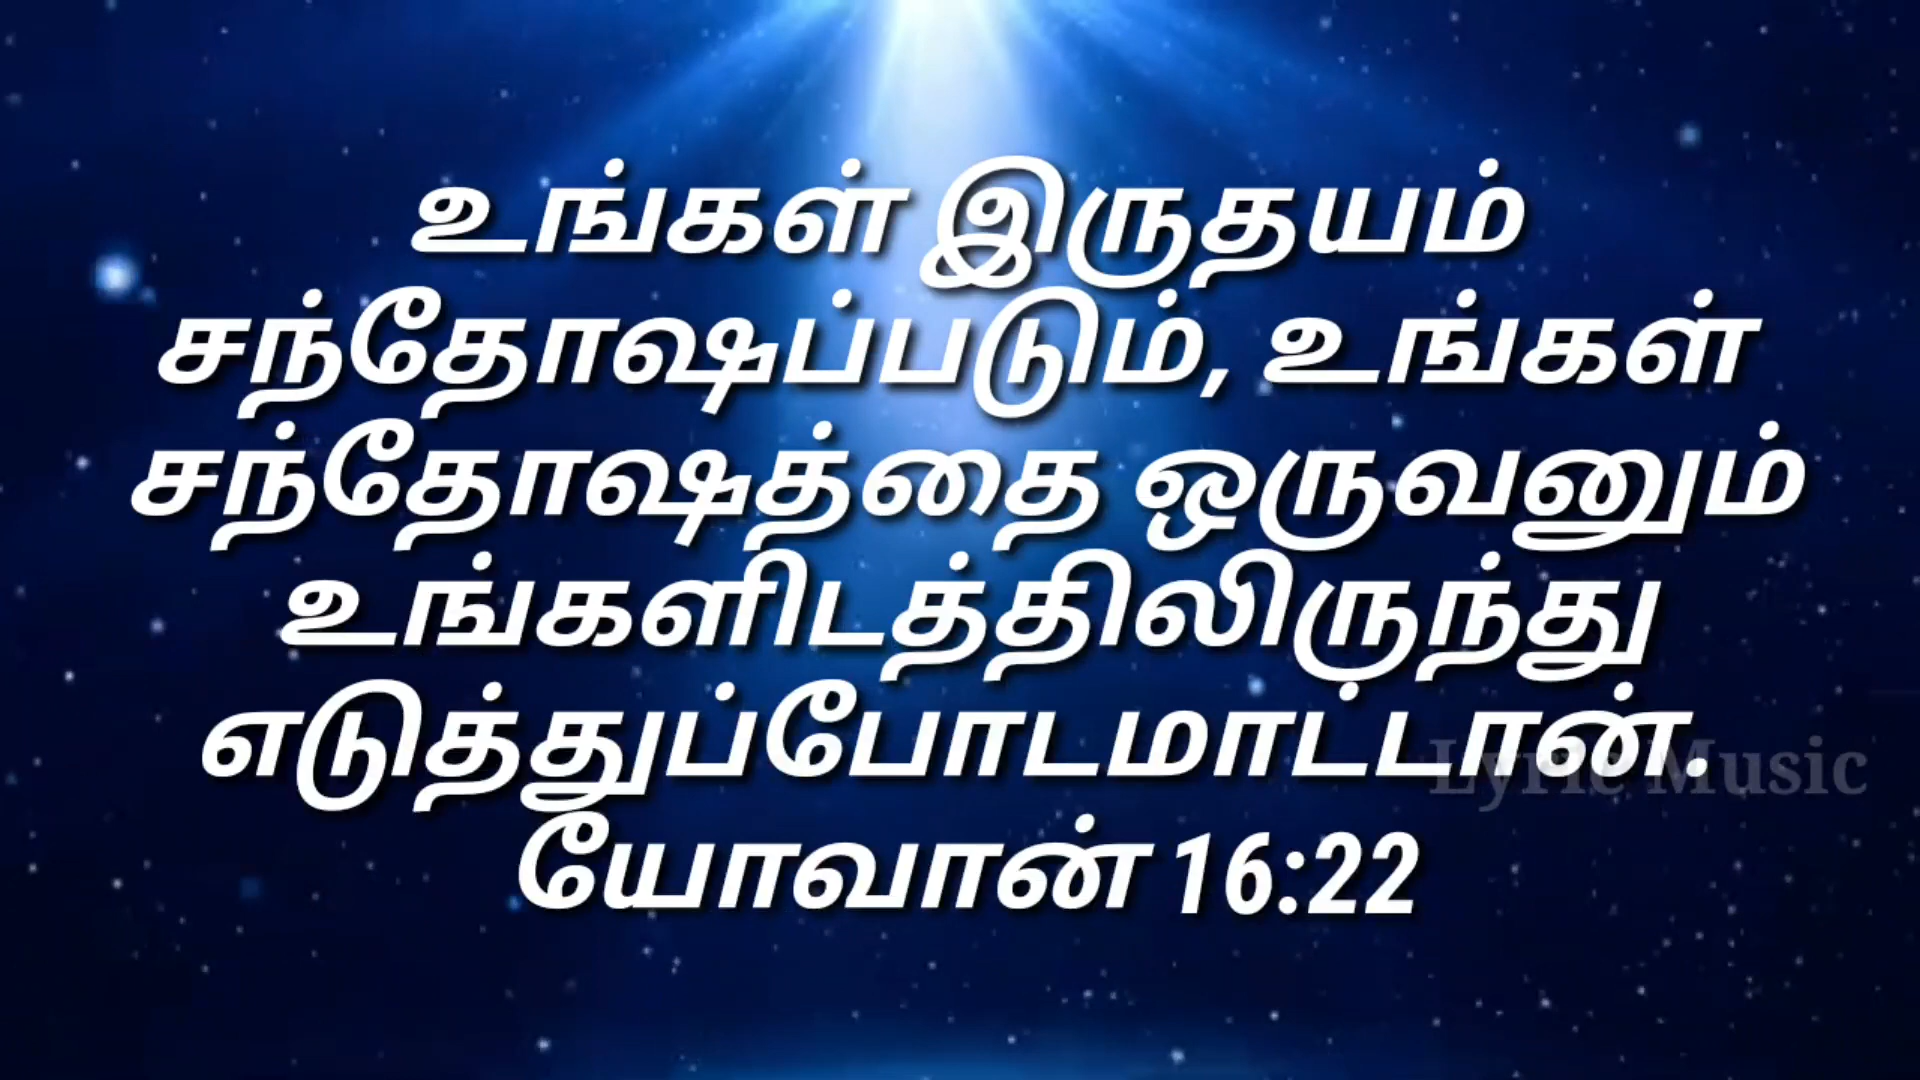 உங்கள் இருதயம்
சந்தோஷப்படும், உங்கள்
சந்தோஷத்தை ஒருவனும்
உங்களிடத்திலிருந்து
எடுத்துப்போடமாட்டான்.
Lyric Music
யோவான் 16:22